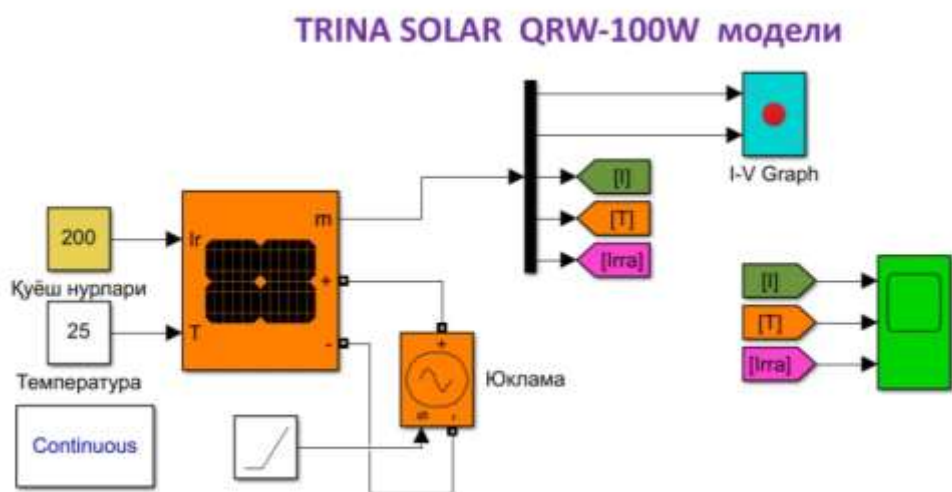 TRINA SOLAR QRW-100W модели
I-V Graph
[I]
[T]
[Irra]
m
Ir
+
T
-
200
Қуёш нурлари
25
Температура
Continuous
+
-
Юклама
[I]
[T]
[Irra]